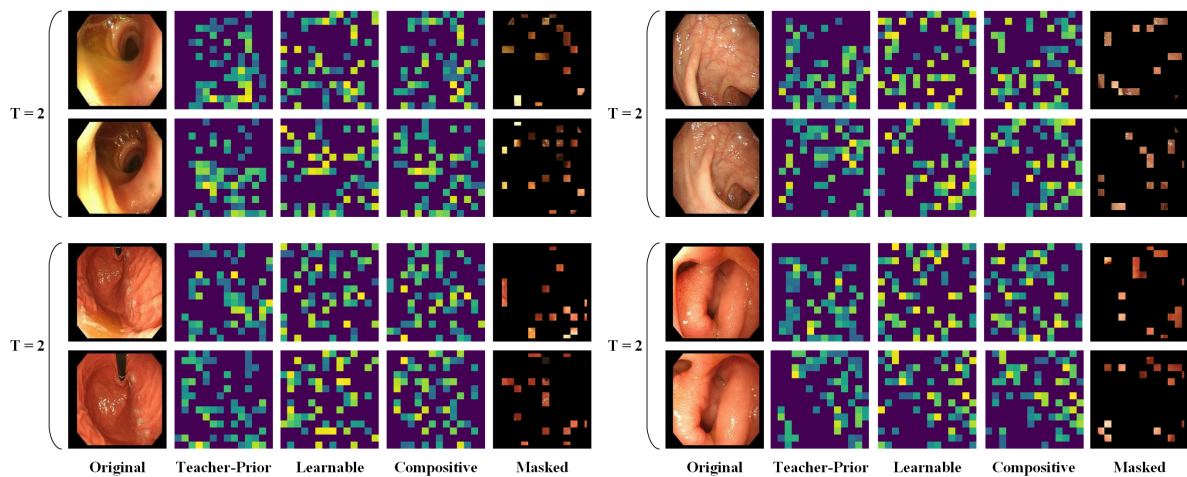 T = 2
T = 2
T = 2
T = 2
Original Teacher-Prior Learnable Compositive Masked Original Teacher-Prior Learnable Compositive Masked